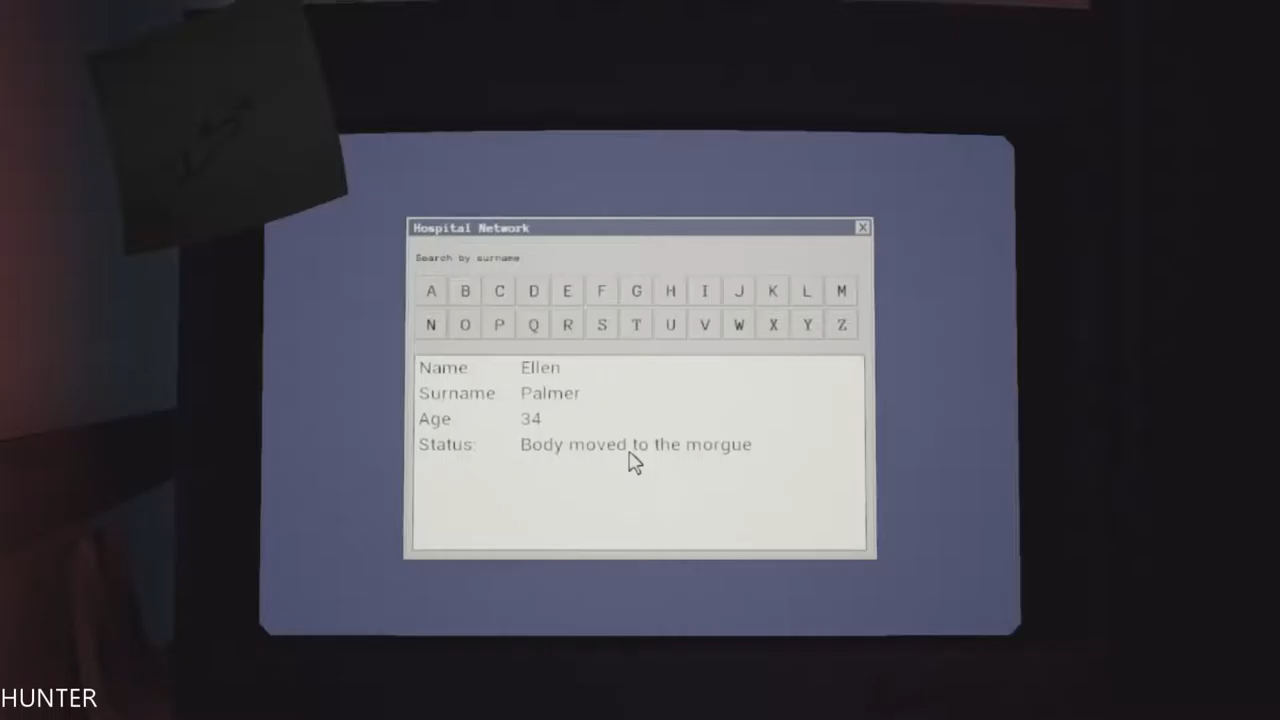 Hospital Network X
Search by surname
A B C D E F G H I J K L M
N O P Q R S T U V W X Y Z
Name Ellen
Surname Palmer
Age 34
Status: Body moved to the morgue
HUNTER